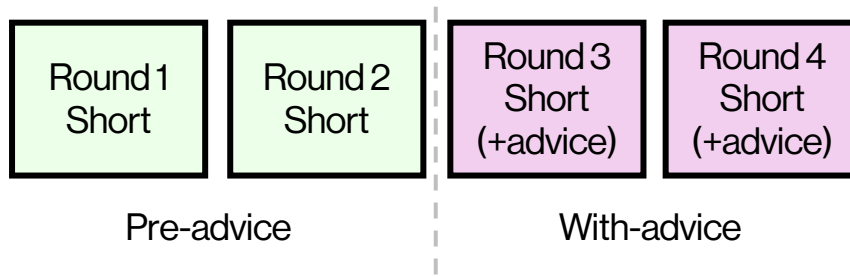 Round 1
Short
Round 2
Short
Round 3
Short
(+advice)
Round 4
Short
(+advice)
Pre-advice
With-advice